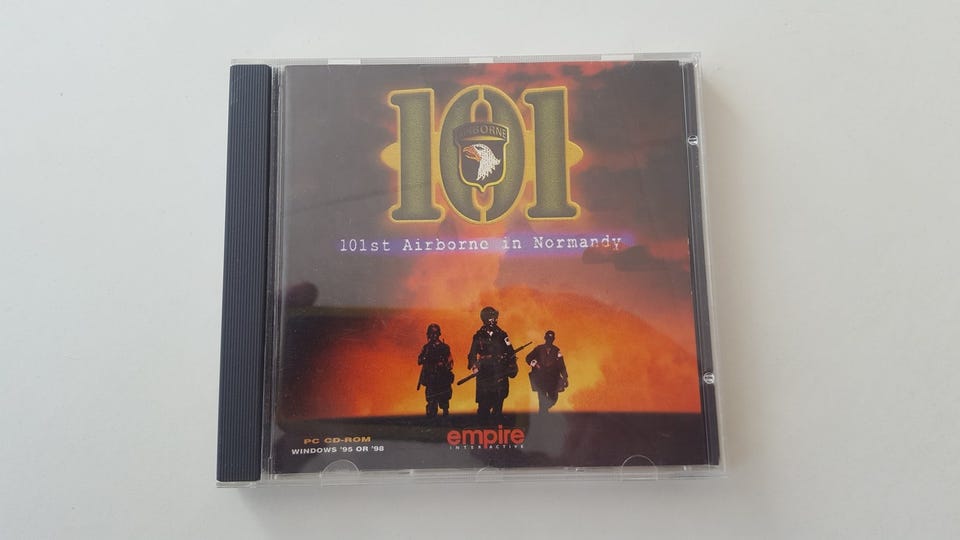 101
AIRBORNE
101st Airborne in Normandy
PC CD-ROM
WINDOWS '95 OR '98
empire
INTERACTIVE